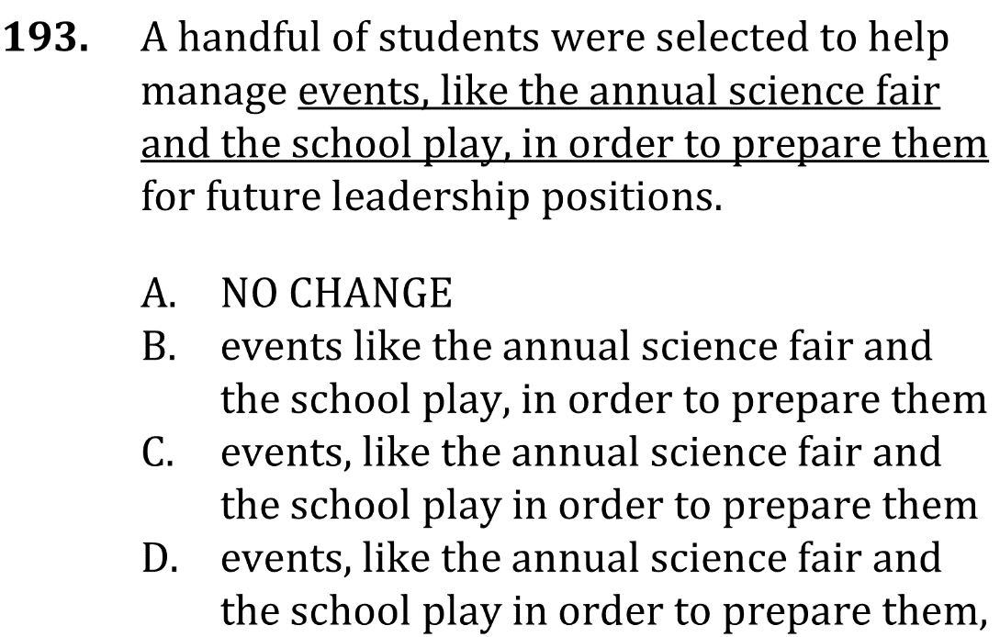 193. A handful of students were selected to help
manage events, like the annual science fair
and the school play, in order to prepare them
for future leadership positions.
A. NO CHANGE
B. events like the annual science fair and
the school play, in order to prepare them
C. events, like the annual science fair and
the school play in order to prepare them
D. events, like the annual science fair and
the school play in order to prepare them,